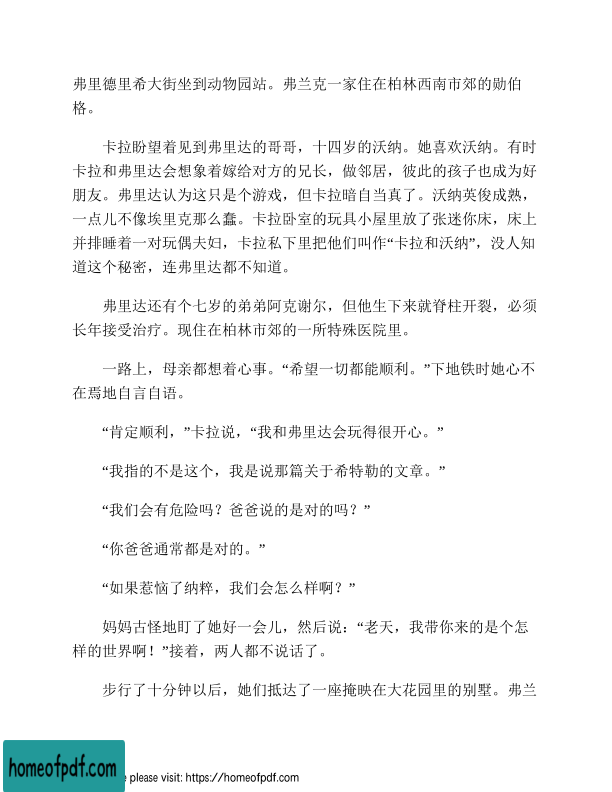 弗里德里希大街坐到动物园站。弗兰克一家住在柏林西南市郊的勋伯
格。
卡拉盼望着见到弗里达的哥哥，十四岁的沃纳。她喜欢沃纳。有时
卡拉和弗里达会想象着嫁给对方的兄长，做邻居，彼此的孩子也成为好
朋友。弗里达认为这只是个游戏，但卡拉暗自当真了。沃纳英俊成熟，
一点儿不像埃里克那么蠢。卡拉卧室的玩具小屋里放了张迷你床，床上
并排睡着一对玩偶夫妇，卡拉私下里把他们叫作“卡拉和沃纳”，没人知
道这个秘密，连弗里达都不知道。
弗里达还有个七岁的弟弟阿克谢尔，但他生下来就脊柱开裂，必须
长年接受治疗。现住在柏林市郊的一所特殊医院里。
一路上，母亲都想着心事。“希望一切都能顺利。”下地铁时她心不
在焉地自言自语。
“肯定顺利，”卡拉说，“我和弗里达会玩得很开心。”
“我指的不是这个，我是说那篇关于希特勒的文章。”
“我们会有危险吗？爸爸说的是对的吗？”
“你爸爸通常都是对的。”
“如果惹恼了纳粹，我们会怎么样啊？”
妈妈古怪地盯了她好一会儿，然后说：“老天，我带你来的是个怎
样的世界啊！”接着，两人都不说话了。
步行了十分钟以后，她们抵达了一座掩映在大花园里的别墅。弗兰
homeofpdf.com
e please visit: https://homeofpdf.com